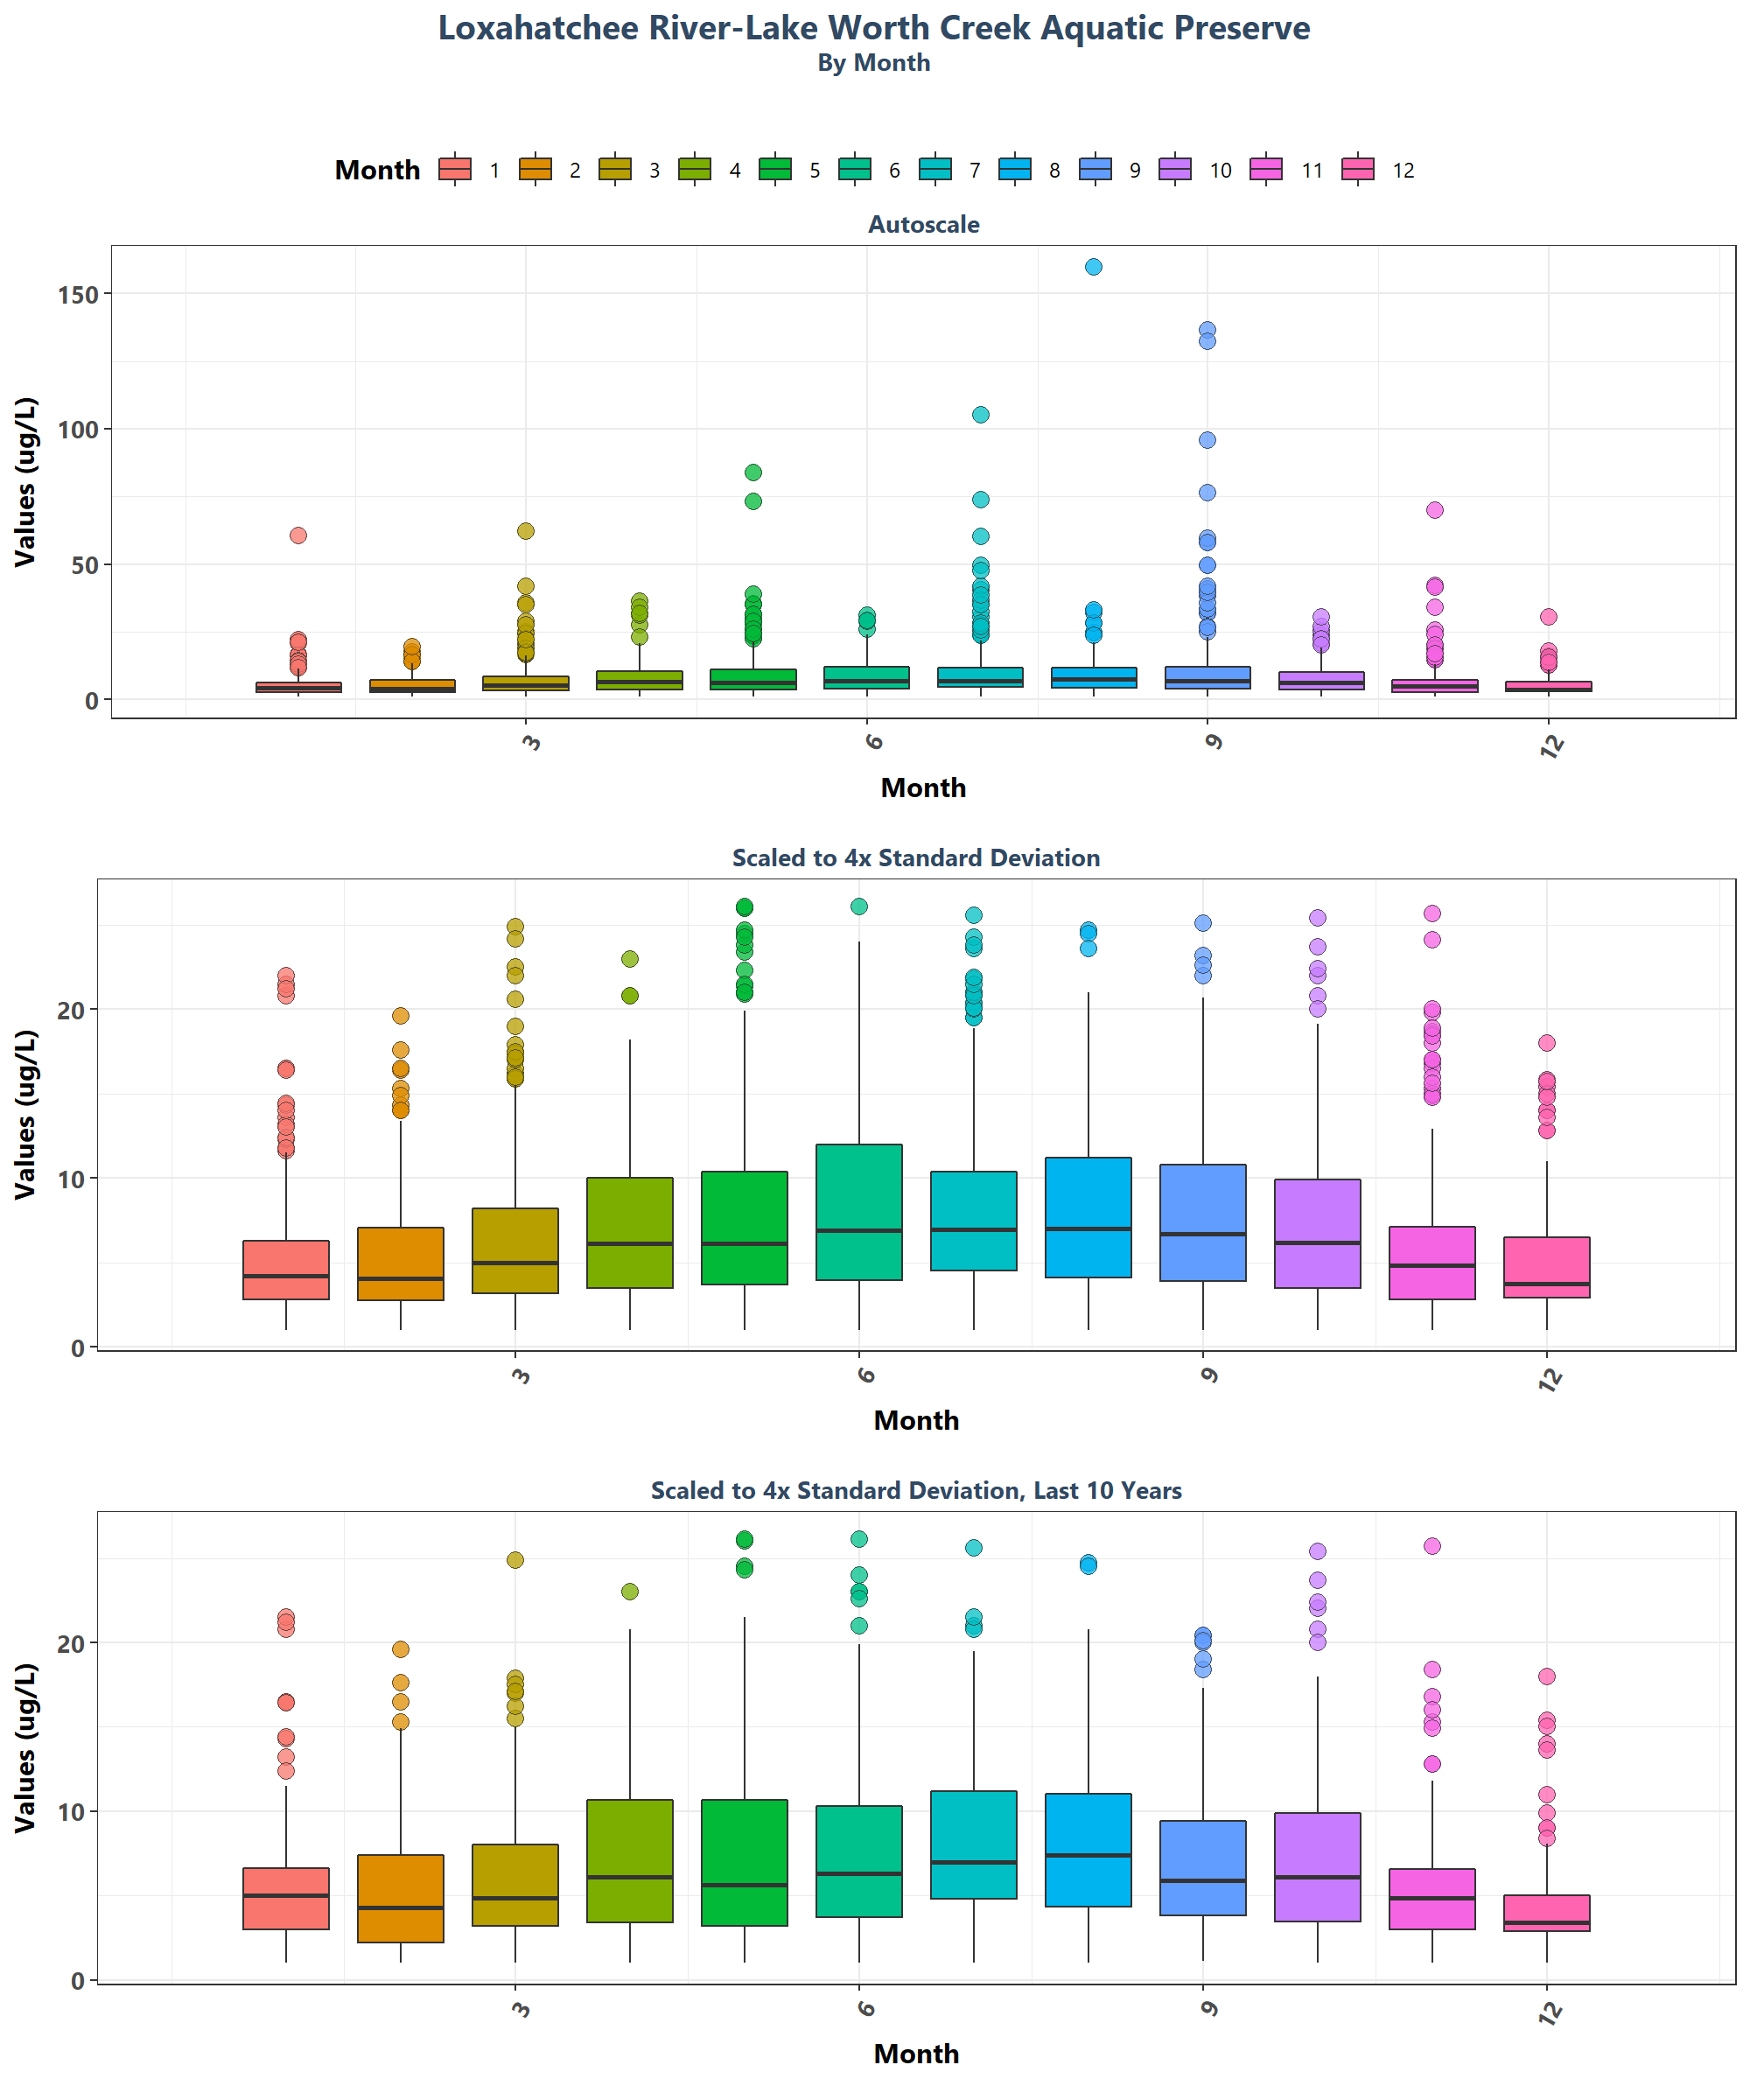 Loxahatchee River-Lake Worth Creek Aquatic Preserve
By Month
Month 1 2 3 4 5 6 7 8 9 10 11 12
Autoscale
Values (ug/L)
150
100
50
0
3 6 9 12
Month
Scaled to 4x Standard Deviation
Values (ug/L)
20
10
0
3 6 9 12
Month
Scaled to 4x Standard Deviation, Last 10 Years
Values (ug/L)
20
10
0
3 6 9 12
Month